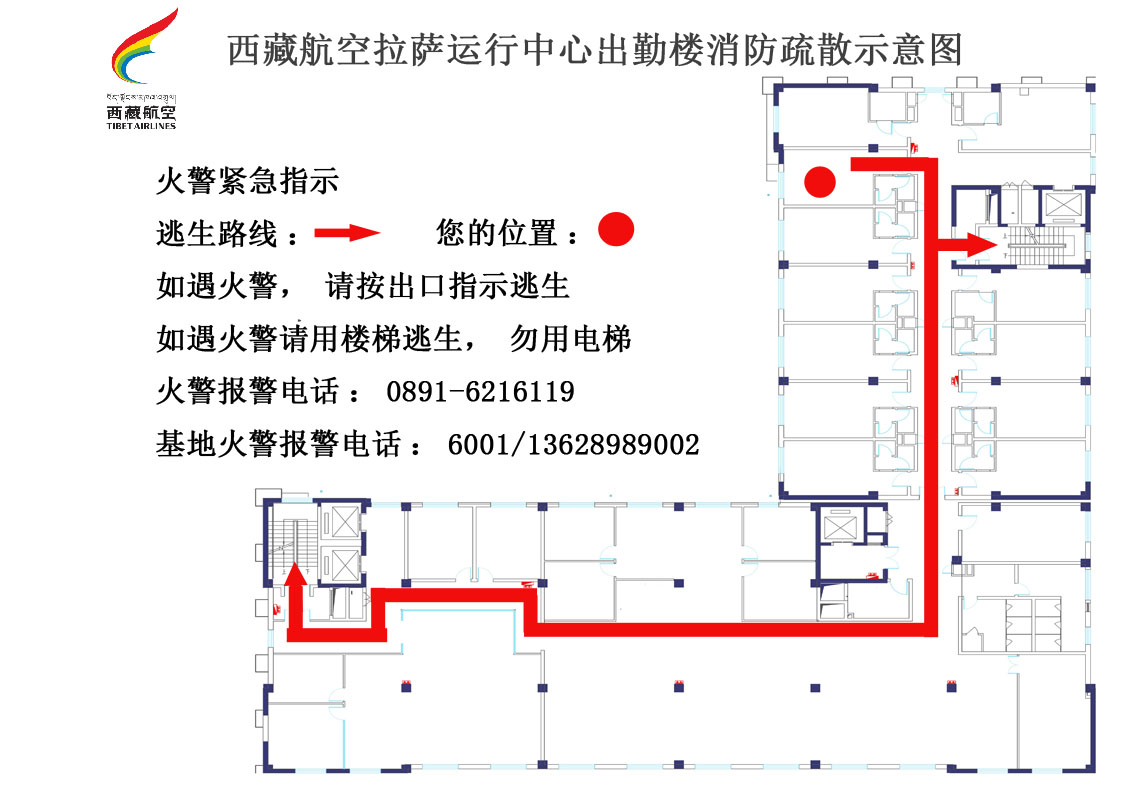 西藏航空拉萨运行中心出勤楼消防疏散示意图
西藏航空
TIBET AIRLINES
火警紧急指示
逃生路线： 您的位置：
如遇火警， 请按出口指示逃生
如遇火警请用楼梯逃生， 勿用电梯
火警报警电话： 0891-6216119
基地火警报警电话： 6001/13628989002
上
下
上
下